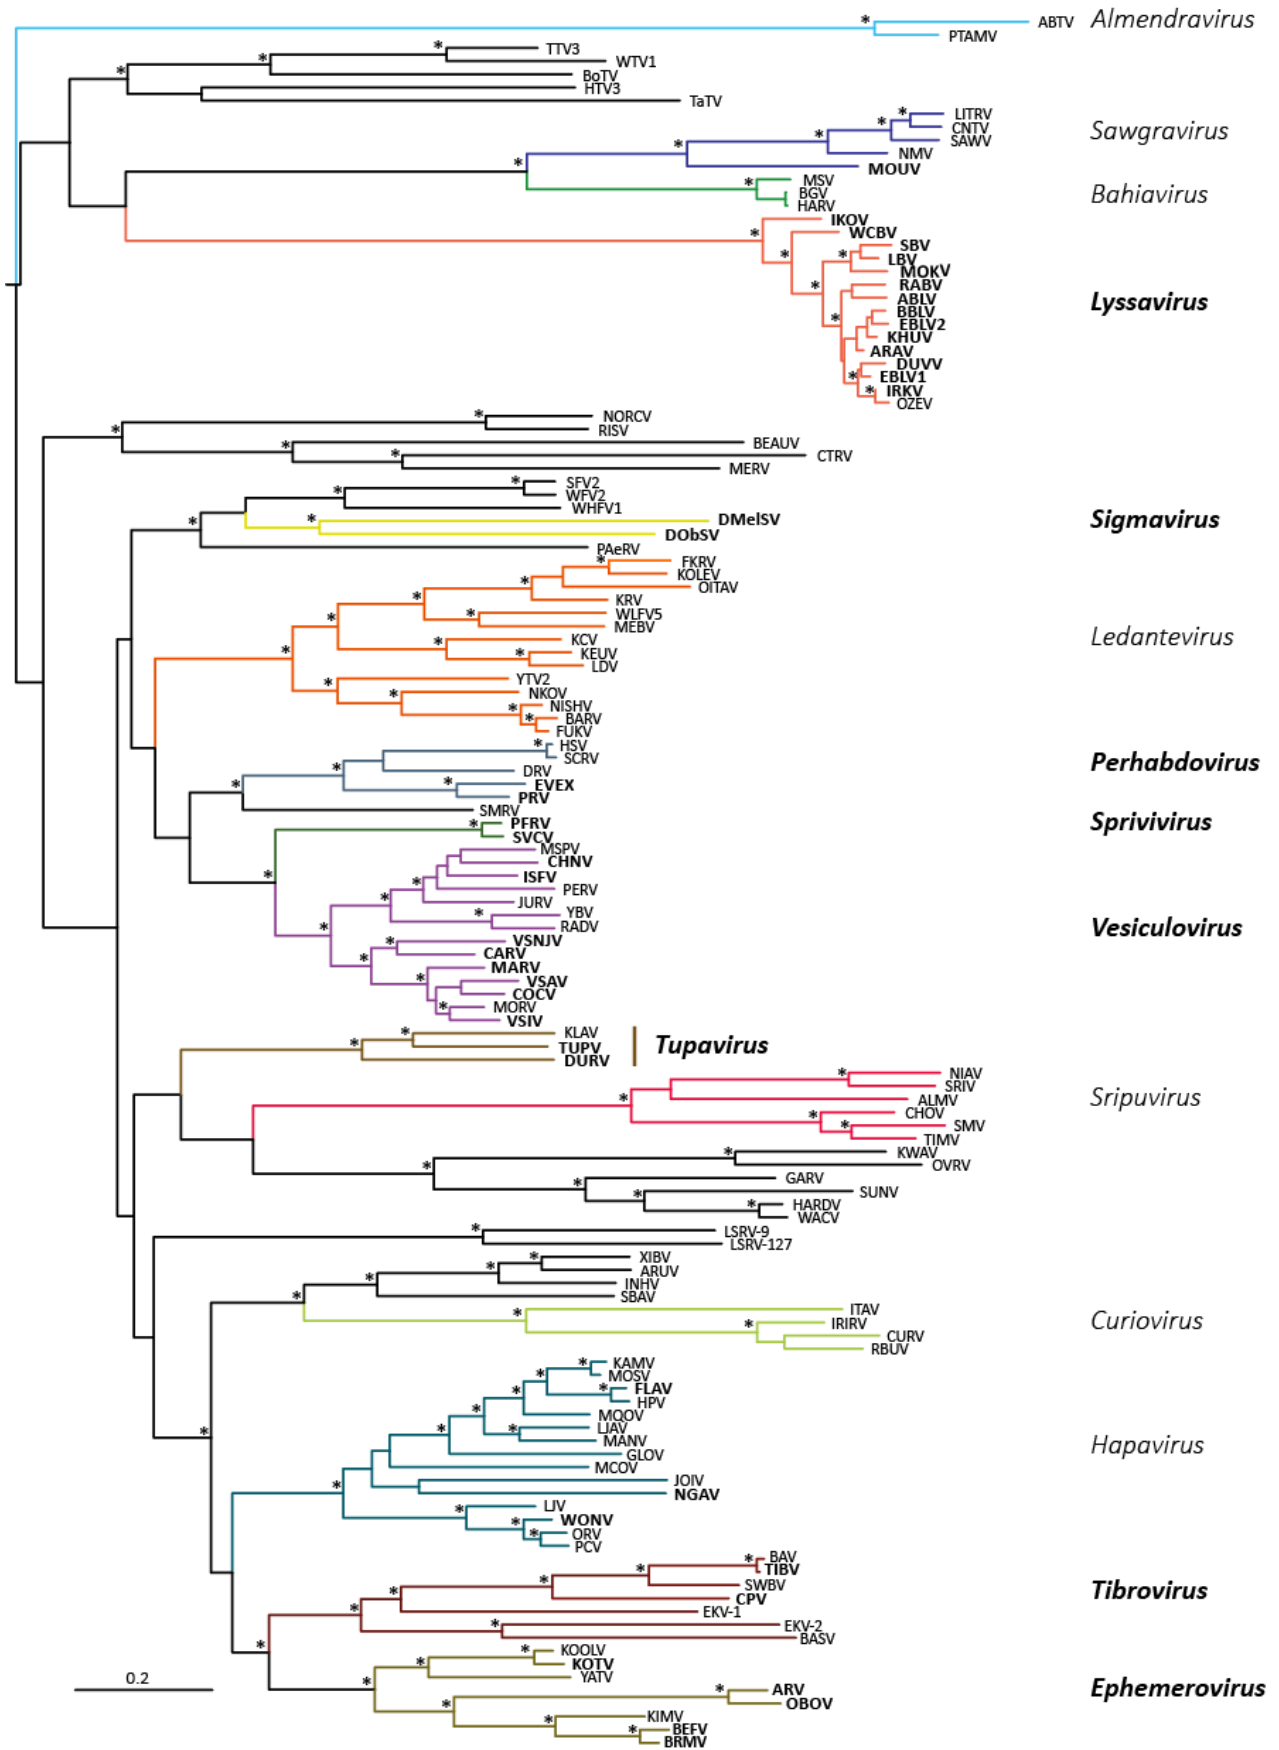 ABTV Almendravirus
PTAMV
TTV3
WTV1
BoTV
HTV3
TaTV
LITRV
CNTV Sawgravirus
SAWV
NMV
MOUV
MSV
BGV Bahiavirus
HARV
IKOV
WCBV
SBV
LBV
MOKV
RABV
ABLV Lyssavirus
BBLV
EBLV2
KHUV
ARAV
DUVV
EBLV1
IRKV
OZEV
NORCV
RISV
BEAUV
CTRV
MERV
SFV2
WFV2
WHFV1
DMelSV Sigmavirus
DObSV
PAeRV
FKRV
KOLEV
OITAV
KRV
WLFV5
MEBV Ledantevirus
KCV
KEUV
LDV
YTV2
NKOV
NISHV
BARV
FUKV
HSV
SCRV Perhabdovirus
DRV
EVEX
PRV
SMRV
PFRV Sprivivirus
SVCV
MSPV
CHNV
ISFV
PERV
JURV
YBV
RADV Vesiculovirus
VSNJV
CARV
MARV
VSAV
COCV
MORV
VSIV
KLAV
TUPV Tupavirus
DURV
NIAV
SRIV
ALMV Sripuvirus
CHOV
SMV
TIMV
KWAV
OVRV
GARV
SUNV
HARDV
WACV
LSRV-9
LSRV-127
XIBV
ARUV
INHV
SBAV
ITAV
IRIRV Curiovirus
CURV
RBUV
KAMV
MOSV
FLAV
HPV
MQOV
LJAV
MANV Hapavirus
GLOV
MCOV
JOIV
NGAV
LJV
WONV
ORV
PCV
BAV
TIBV
SWBV Tibrovirus
CPV
EKV-1
EKV-2
BASV
KOOLV
KOTV
YATV
0.2
ARV Ephemerovirus
OBOV
KIMV
BEFV
BRMV